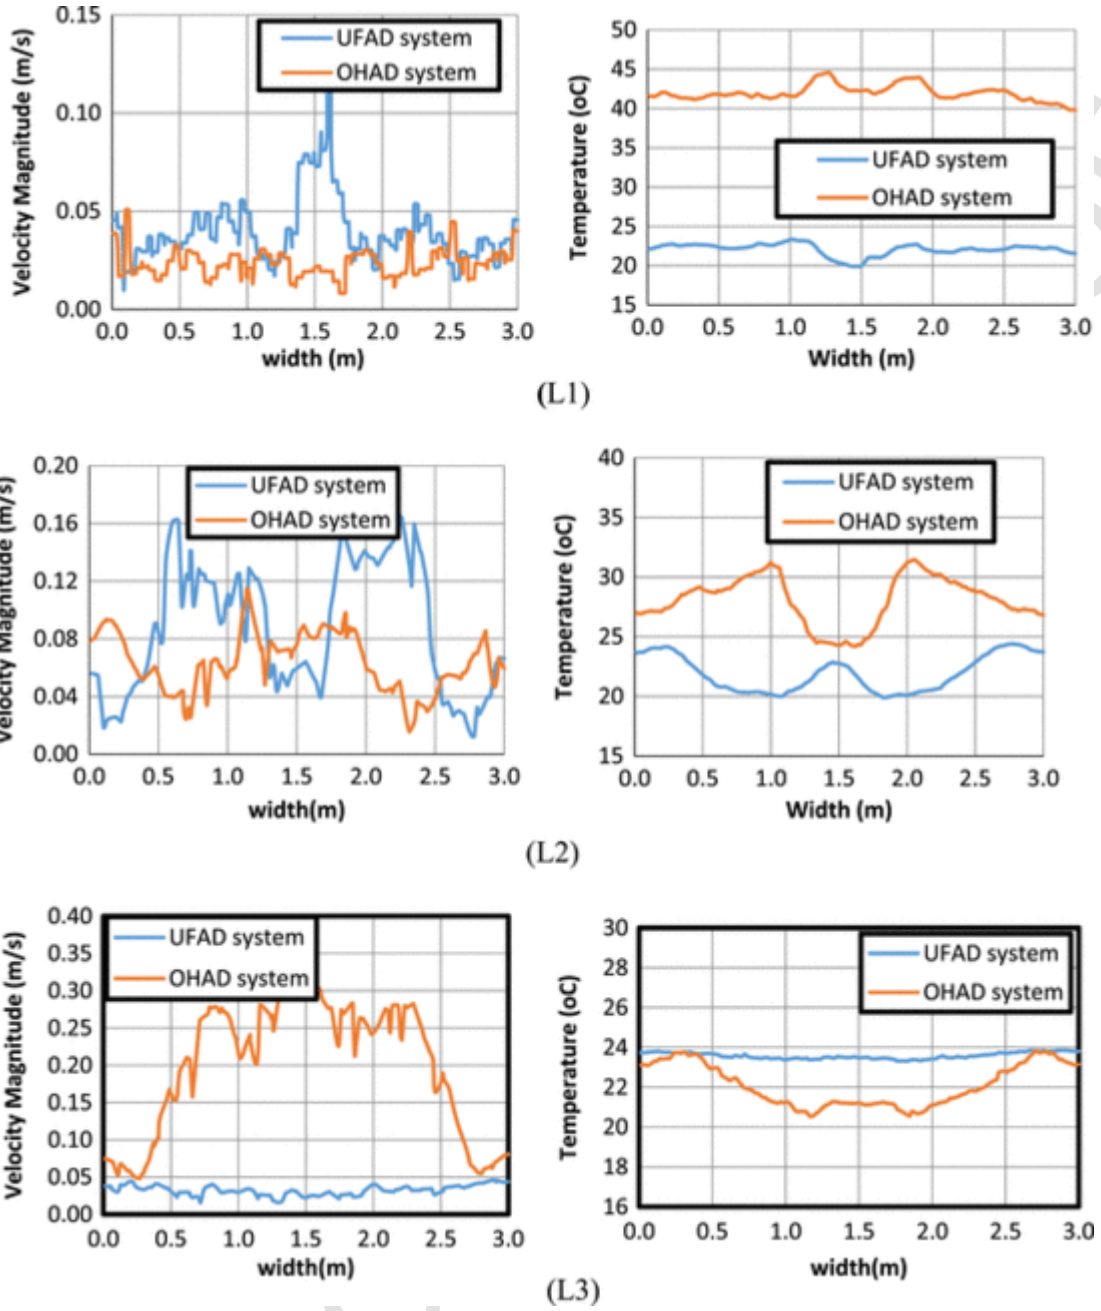 Velocity Magnitude (m/s)
0.15
0.10
0.05
0.00
UFAD system
OHAD system
0.0 0.5 1.0 1.5 2.0 2.5 3.0
width (m)
Temperature (oC)
50
45
40
35
30
25
20
15
UFAD system
OHAD system
0.0 0.5 1.0 1.5 2.0 2.5 3.0
Width (m)
(L1)
Velocity Magnitude (m/s)
0.20
0.16
0.12
0.08
0.04
0.00
UFAD system
OHAD system
0.0 0.5 1.0 1.5 2.0 2.5 3.0
width(m)
Temperature (oC)
40
35
30
25
20
15
UFAD system
OHAD system
0.0 0.5 1.0 1.5 2.0 2.5 3.0
Width (m)
(L2)
Velocity Magnitude (m/s)
0.40
0.35
0.30
0.25
0.20
0.15
0.10
0.05
0.00
UFAD system
OHAD system
0.0 0.5 1.0 1.5 2.0 2.5 3.0
width(m)
Temperature (oC)
30
28
26
24
22
20
18
16
UFAD system
OHAD system
0.0 0.5 1.0 1.5 2.0 2.5 3.0
width(m)
(L3)